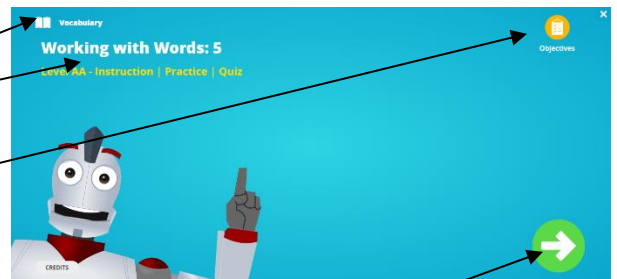 Vocabulary
Working with Words: 5
Level AA - Instruction | Practice | Quiz
Objectives
×
CREDITS